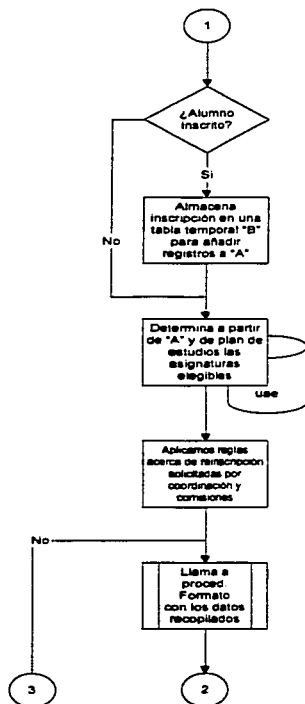 1
¿Alumno
inscrito?
Si
No
Almacena
inscripción en una
tabla temporal "B"
para añadir
registros a "A"
Determina a partir
de "A" y de plan de
estudios las
asignaturas
elegibles
uae
Aplicamos reglas
acerca de reinscripción
solicitadas por
coordinación y
comisiones
No
Llama a
proced.
Formato
con los datos
recopilados
3
2